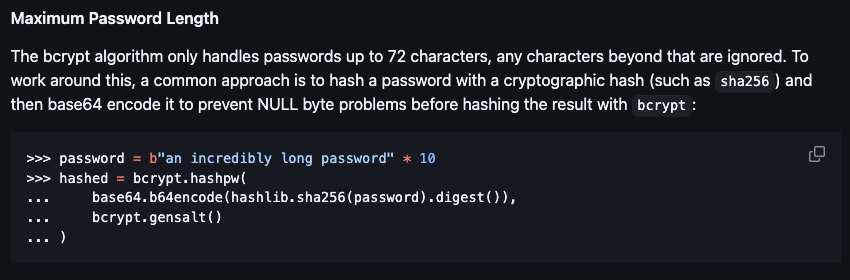 Maximum Password Length
The bcrypt algorithm only handles passwords up to 72 characters, any characters beyond that are ignored. To
work around this, a common approach is to hash a password with a cryptographic hash (such as sha256) and
then base64 encode it to prevent NULL byte problems before hashing the result with bcrypt:
>>> password = b"an incredibly long password" * 10
>>> hashed = bcrypt.hashpw(
...     base64.b64encode(hashlib.sha256(password).digest()),
...     bcrypt.gensalt()
... )